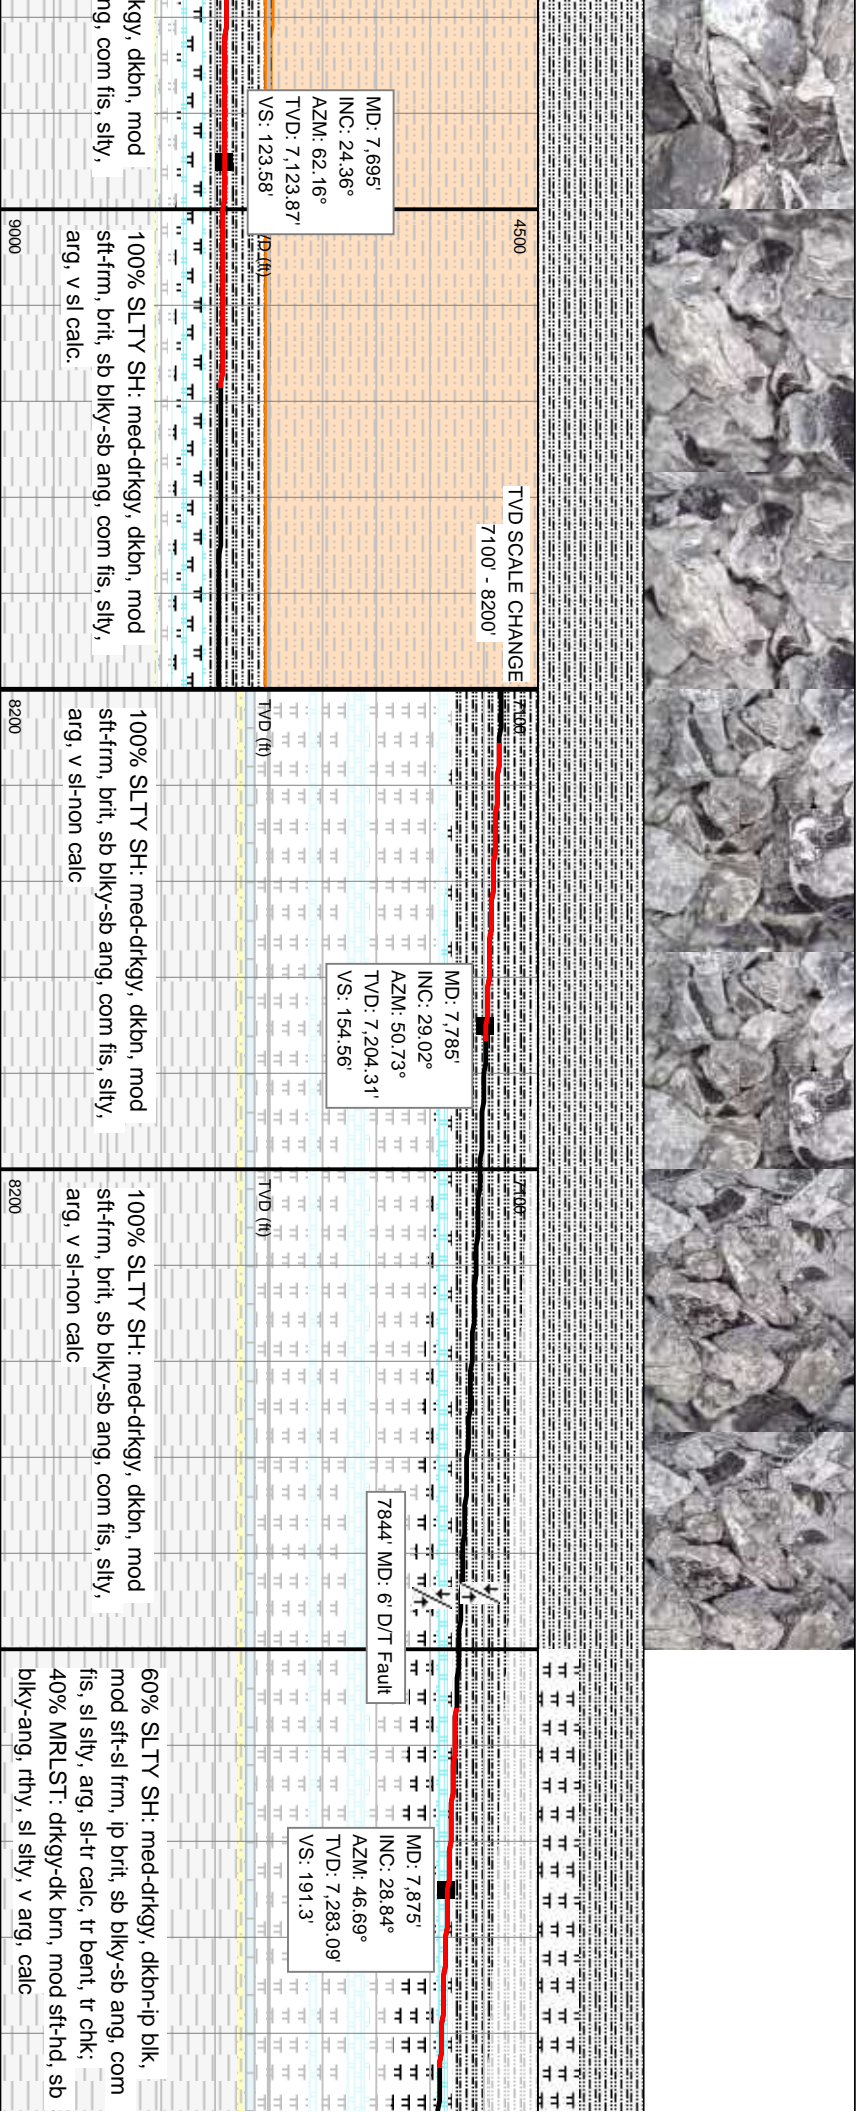 kgy, dkbn, mod
ng, com fis, slty,
MD: 7,695'
INC: 24.36°
AZM: 62.16°
TVD: 7,123.87'
VS: 123.58'
4500
VD (ft)
9000
100% SLTY SH: med-drkgy, dkbn, mod
sft-frm, brit, sb blky-sb ang, com fis, slty,
arg, v sl calc.
TVD SCALE CHANGE
7100' - 8200'
7100
TVD (ft)
8200
100% SLTY SH: med-drkgy, dkbn, mod
sft-frm, brit, sb blky-sb ang, com fis, slty,
arg, v sl-non calc
MD: 7,785'
INC: 29.02°
AZM: 50.73°
TVD: 7,204.31'
VS: 154.56'
7100
TVD (ft)
8200
100% SLTY SH: med-drkgy, dkbn, mod
sft-frm, brit, sb blky-sb ang, com fis, slty,
arg, v sl-non calc
7844' MD: 6' D/T Fault
60% SLTY SH: med-drkgy, dkbn-ip blk,
mod sft-sl frm, ip brit, sb blky-sb ang, com
fis, sl slty, arg, sl-tr calc, tr bent, tr chk;
40% MRLST: drkgy-dk brn, mod sft-hd, sb
blky-ang, rthy, sl slty, v arg, calc
MD: 7,875'
INC: 28.84°
AZM: 46.69°
TVD: 7,283.09'
VS: 191.3'